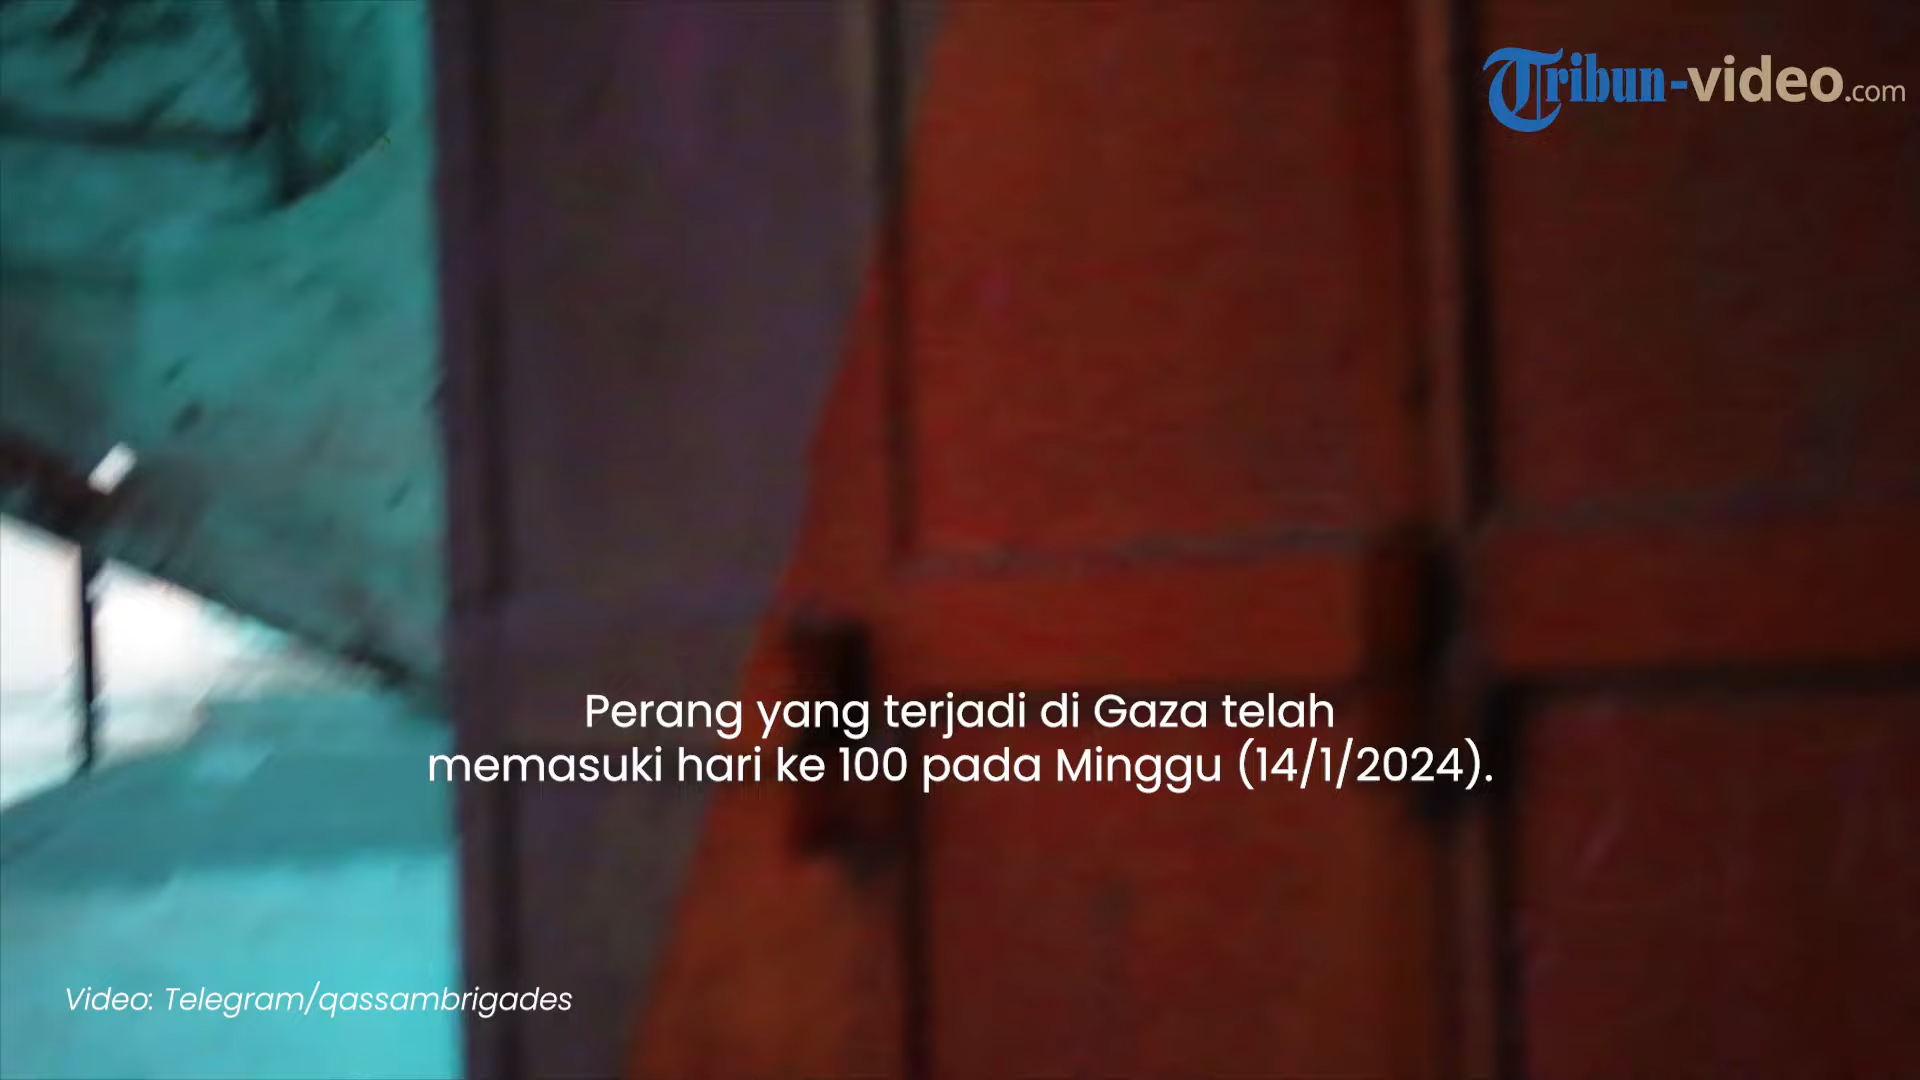 Tribun-video.com
Perang yang terjadi di Gaza telah
memasuki hari ke 100 pada Minggu (14/1/2024).
Video: Telegram/qassambrigades